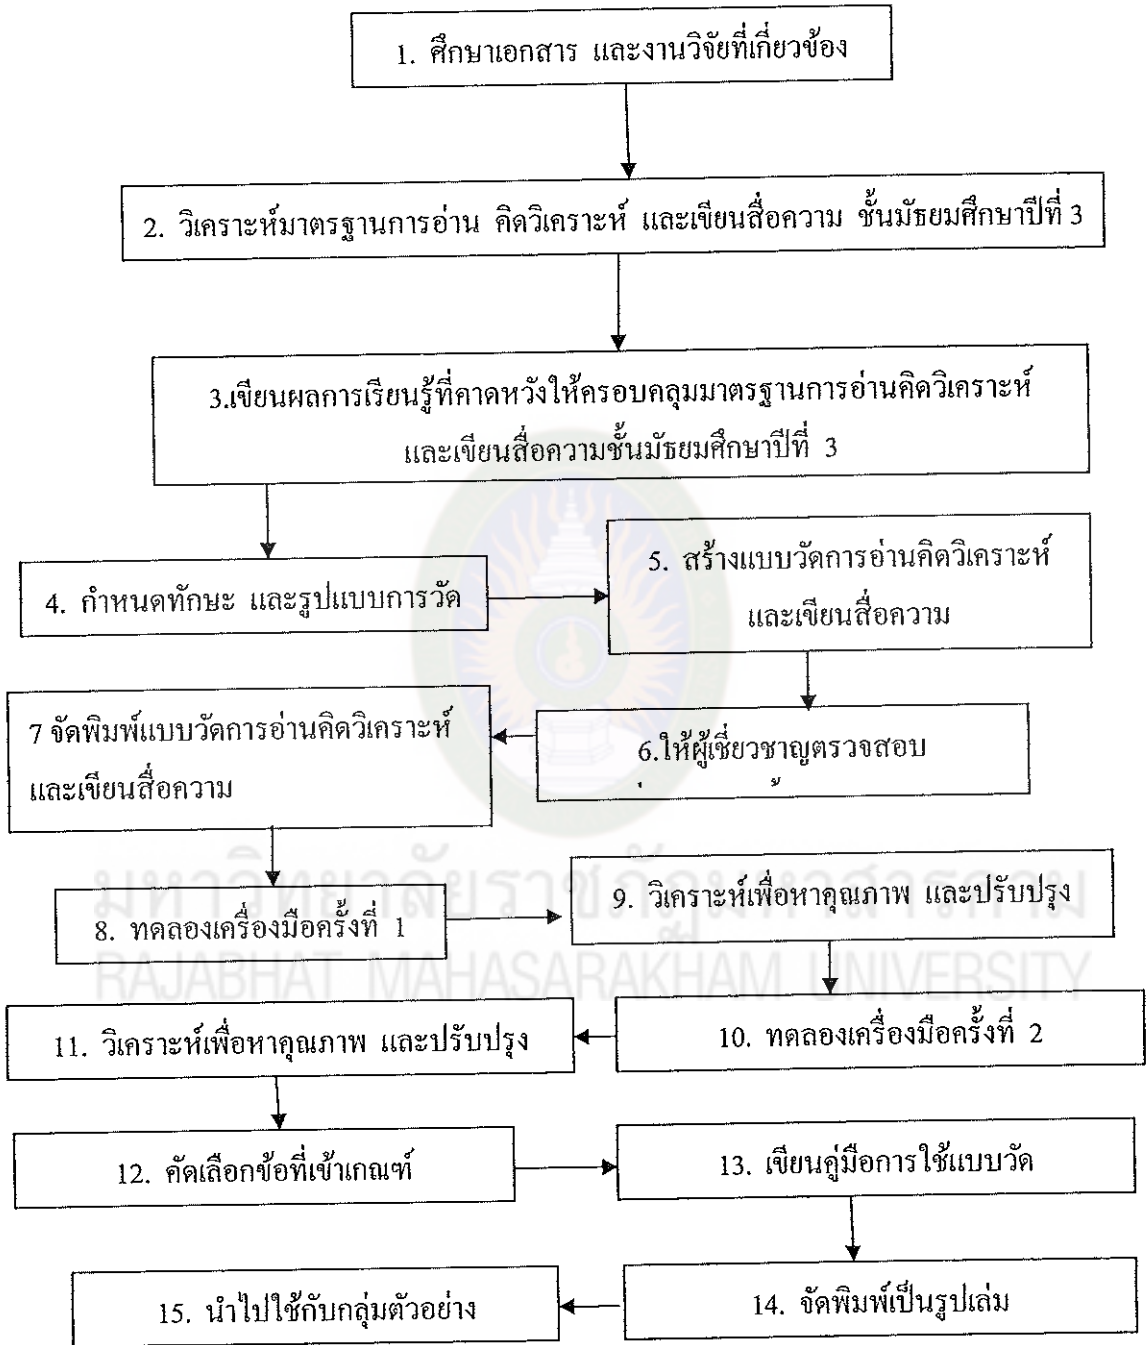 1. ศึกษาเอกสาร และงานวิจัยที่เกี่ยวข้อง
2. วิเคราะห์มาตรฐานการอ่าน คิดวิเคราะห์ และเขียนสื่อความ ชั้นมัธยมศึกษาปีที่ 3
3.เขียนผลการเรียนรู้ที่คาดหวังให้ครอบคลุมมาตรฐานการอ่านคิดวิเคราะห์
และเขียนสื่อความชั้นมัธยมศึกษาปีที่ 3
4. กำหนดทักษะ และรูปแบบการวัด
5. สร้างแบบวัดการอ่านคิดวิเคราะห์
และเขียนสื่อความ
6.ให้ผู้เชี่ยวชาญตรวจสอบ
7 จัดพิมพ์แบบวัดการอ่านคิดวิเคราะห์
และเขียนสื่อความ
8. ทดลองเครื่องมือครั้งที่ 1
9. วิเคราะห์เพื่อหาคุณภาพ และปรับปรุง
มหาวิทยาลัยราชภัฏมหาสารคาม
RAJABHAT MAHASARAKHAM UNIVERSITY
10. ทดลองเครื่องมือครั้งที่ 2
11. วิเคราะห์เพื่อหาคุณภาพ และปรับปรุง
12. คัดเลือกข้อที่เข้าเกณฑ์
13. เขียนคู่มือการใช้แบบวัด
14. จัดพิมพ์เป็นรูปเล่ม
15. นำไปใช้กับกลุ่มตัวอย่าง